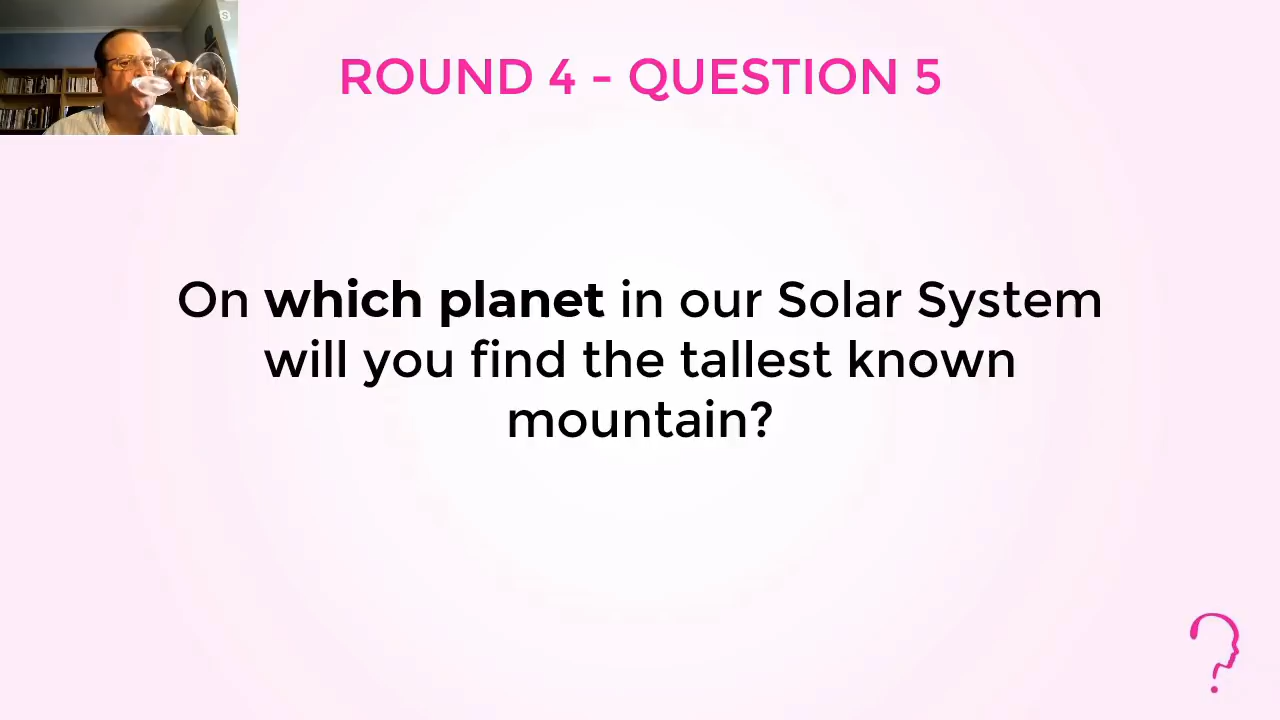 ROUND 4 - QUESTION 5
On which planet in our Solar System
will you find the tallest known
mountain?